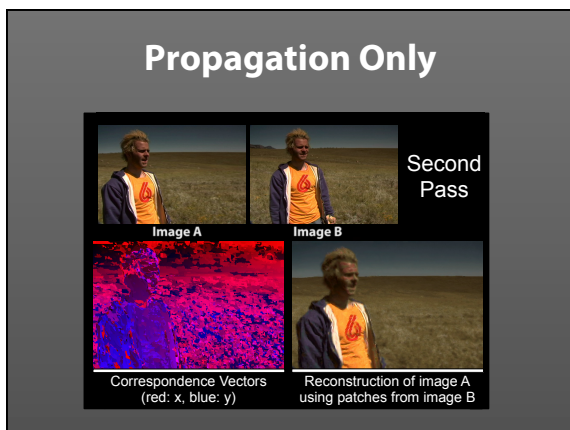 Propagation Only
Second
Pass
Image A
Image B
Correspondence Vectors
(red: x, blue: y)
Reconstruction of image A
using patches from image B